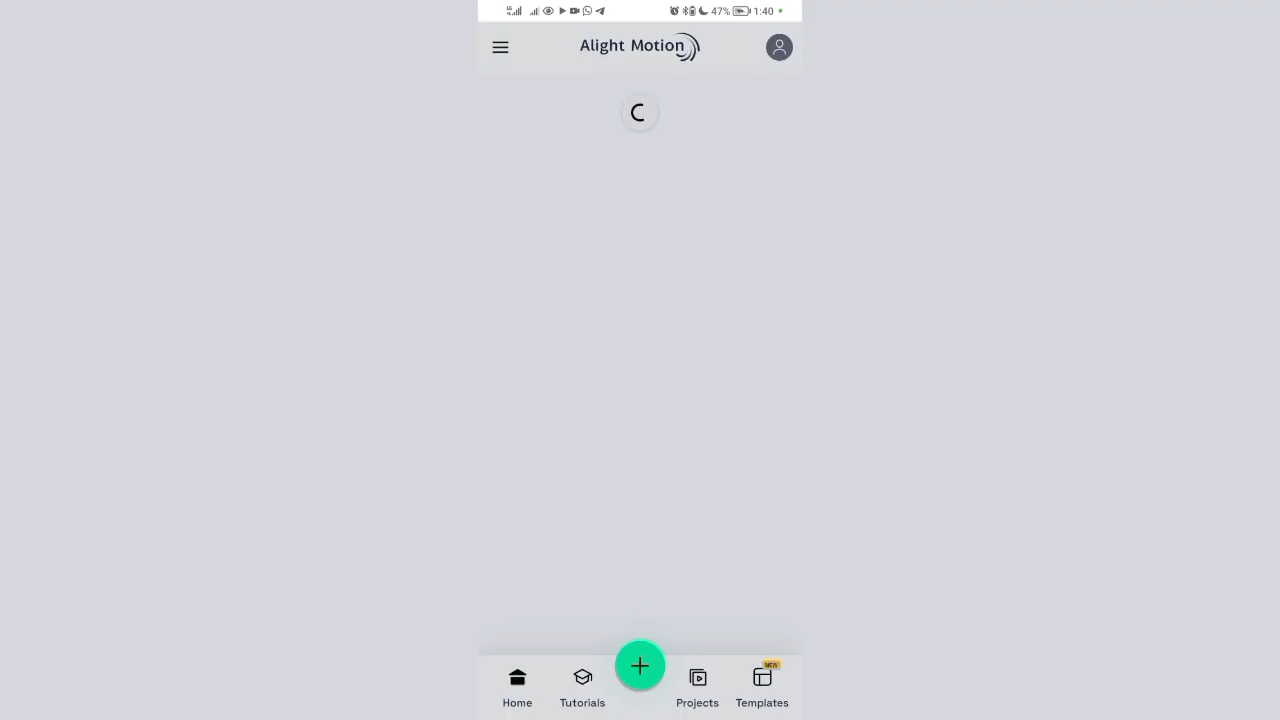 47% 1:40
Alight Motion
Home
Tutorials
Projects
NEW
Templates